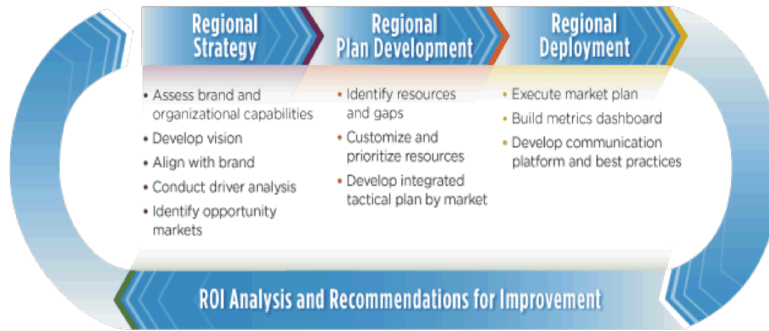 Regional
Strategy
• Assess brand and
organizational capabilities
• Develop vision
• Align with brand
• Conduct driver analysis
• Identify opportunity
markets
Regional
Plan Development
• Identify resources
and gaps
• Customize and
prioritize resources
• Develop integrated
tactical plan by market
Regional
Deployment
• Execute market plan
• Build metrics dashboard
• Develop communication
platform and best practices
ROI Analysis and Recommendations for Improvement